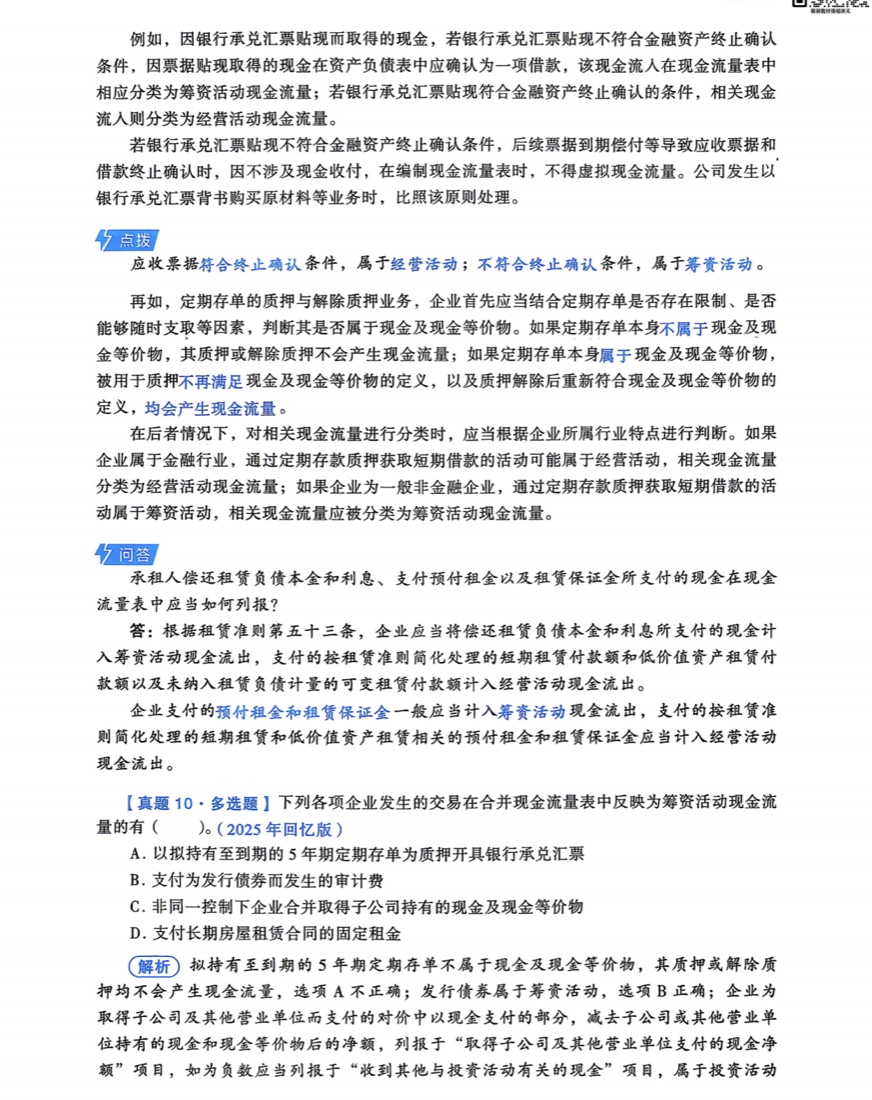 例如，因银行承兑汇票贴现而取得的现金，若银行承兑汇票贴现不符合金融资产终止确认
条件，因票据贴现取得的现金在资产负债表中应确认为一项借款，该现金流入在现金流量表中
相应分类为筹资活动现金流量；若银行承兑汇票贴现符合金融资产终止确认的条件，相关现金
流入则分类为经营活动现金流量。
若银行承兑汇票贴现不符合金融资产终止确认条件，后续票据到期偿付等导致应收票据和
借款终止确认时，因不涉及现金收付，在编制现金流量表时，不得虚拟现金流量。公司发生以
银行承兑汇票背书购买原材料等业务时，比照该原则处理。
点拨
应收票据符合终止确认条件，属于经营活动；不符合终止确认条件，属于筹资活动。
再如，定期存单的质押与解除质押业务，企业首先应当结合定期存单是否存在限制、是否
能够随时支取等因素，判断其是否属于现金及现金等价物。如果定期存单本身不属于现金及现
金等价物，其质押或解除质押不会产生现金流量；如果定期存单本身属于现金及现金等价物，
被用于质押不再满足现金及现金等价物的定义，以及质押解除后重新符合现金及现金等价物的
定义，均会产生现金流量。
在后者情况下，对相关现金流量进行分类时，应当根据企业所属行业特点进行判断。如果
企业属于金融行业，通过定期存款质押获取短期借款的活动可能属于经营活动，相关现金流量
分类为经营活动现金流量；如果企业为一般非金融企业，通过定期存款质押获取短期借款的活
动属于筹资活动，相关现金流量应被分类为筹资活动现金流量。
问答
承租人偿还租赁负债本金和利息、支付预付租金以及租赁保证金所支付的现金在现金
流量表中应当如何列报？
答：根据租赁准则第五十三条，企业应当将偿还租赁负债本金和利息所支付的现金计
入筹资活动现金流出，支付的按租赁准则简化处理的短期租赁付款额和低价值资产租赁付
款额以及未纳入租赁负债计量的可变租赁付款额计入经营活动现金流出。
企业支付的预付租金和租赁保证金一般应当计入筹资活动现金流出，支付的按租赁准
则简化处理的短期租赁和低价值资产租赁相关的预付租金和租赁保证金应当计入经营活动
现金流出。
【真题 10·多选题】下列各项企业发生的交易在合并现金流量表中反映为筹资活动现金流
量的有（　　）。（2025 年回忆版）
A. 以拟持有至到期的 5 年期定期存单为质押开具银行承兑汇票
B. 支付为发行债券而发生的审计费
C. 非同一控制下企业合并取得子公司持有的现金及现金等价物
D. 支付长期房屋租赁合同的固定租金
解析 拟持有至到期的 5 年期定期存单不属于现金及现金等价物，其质押或解除质
押均不会产生现金流量，选项 A 不正确；发行债券属于筹资活动，选项 B 正确；企业为
取得子公司及其他营业单位而支付的对价中以现金支付的部分，减去子公司或其他营业单
位持有的现金和现金等价物后的净额，列报于“取得子公司及其他营业单位支付的现金净
额”项目，如为负数应当列报于“收到其他与投资活动有关的现金”项目，属于投资活动